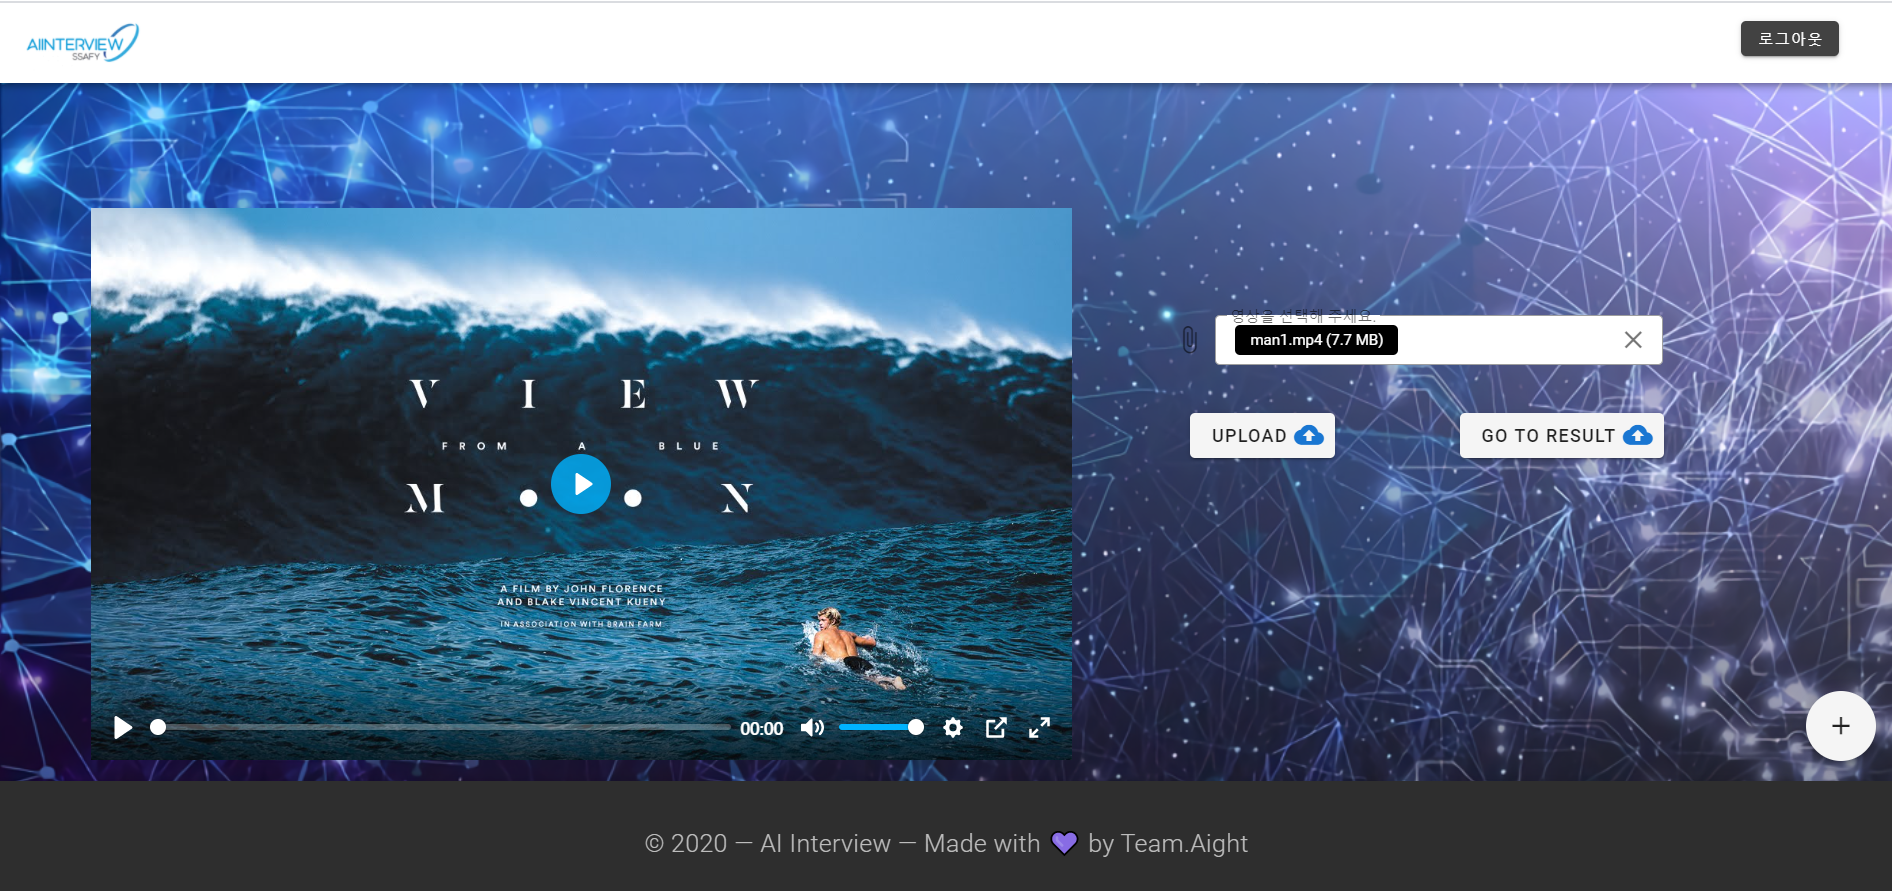 AIINTERVIEW
SSAFY
로그아웃
VIEW
FROM A BLUE
MOON
A FILM BY JOHN FLORENCE
AND BLAKE VINCENT KUENY
IN ASSOCIATION WITH BRAIN FARM
00:00
영상을 선택해 주세요.
man1.mp4 (7.7 MB)
UPLOAD
GO TO RESULT
© 2020 — AI Interview — Made with 💜 by Team.Aight